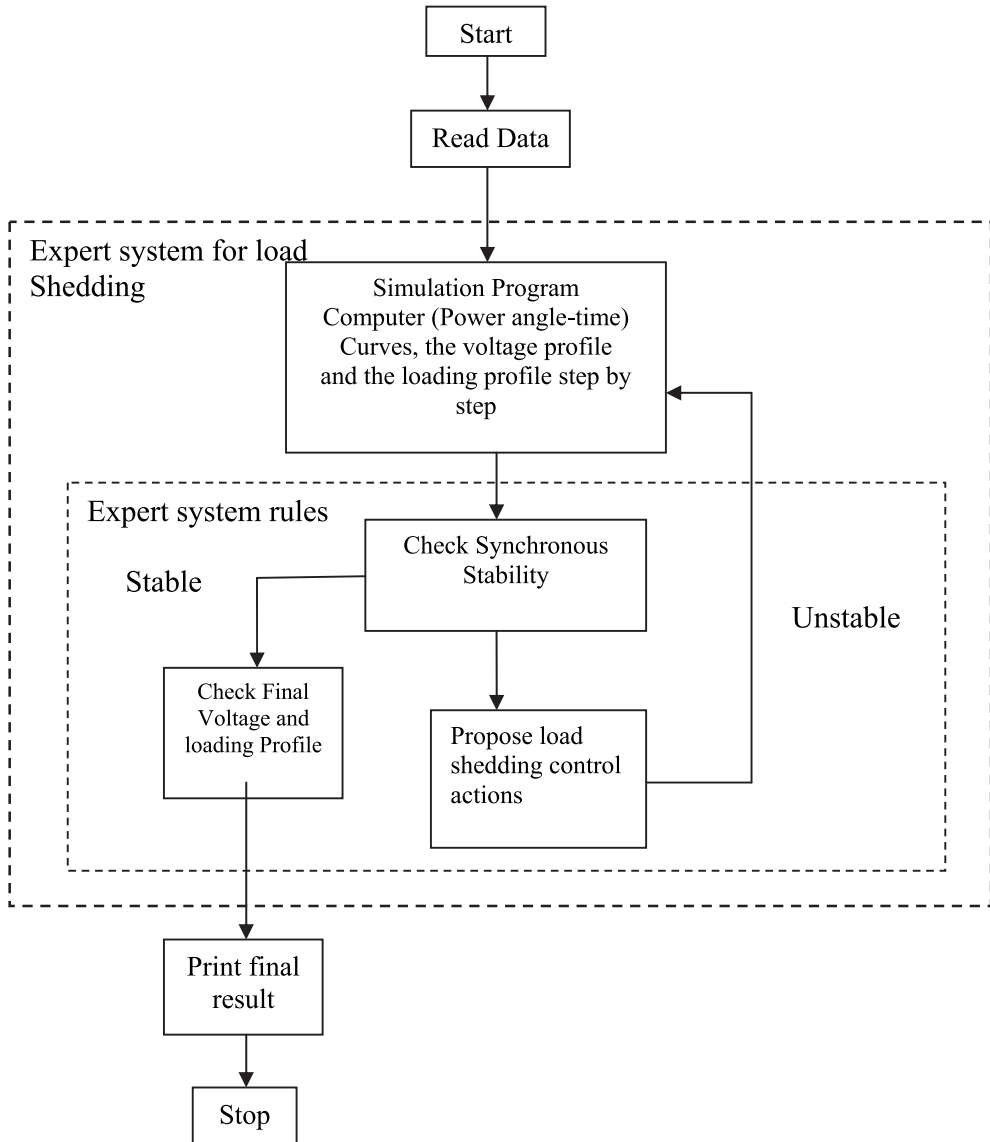 Start
Read Data
Expert system for load
Shedding
Simulation Program
Computer (Power angle-time)
Curves, the voltage profile
and the loading profile step by
step
Expert system rules
Check Synchronous
Stability
Stable
Unstable
Check Final
Voltage and
loading Profile
Propose load
shedding control
actions
Print final
result
Stop